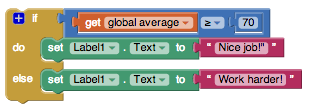 if get global average ≥ 70
do set Label1 . Text to " Nice job!" "
else set Label1 . Text to " Work harder! "